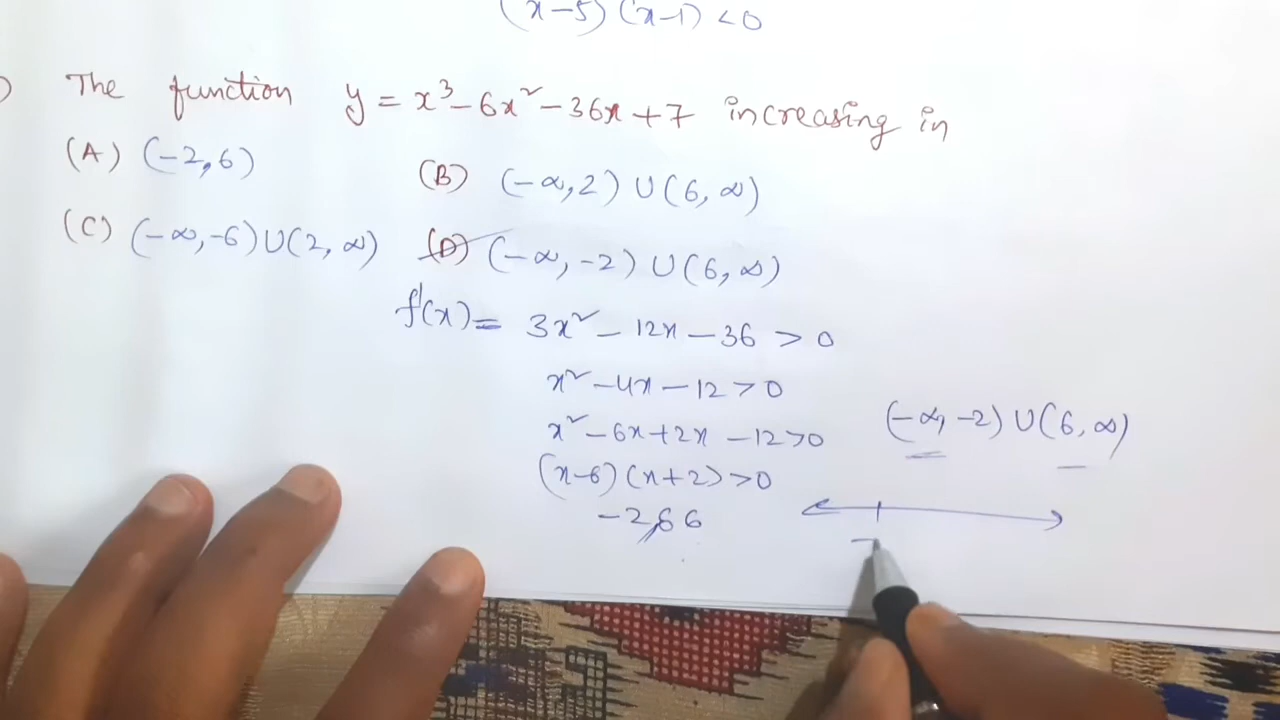 (x-5) (x-1) <0
The function y = x³-6x²-36x+7 increasing in
(A) (-2,6) (B) (-∞,2) ∪ (6,∞)
(C) (-∞,-6)∪(2,∞) (D) (-∞,-2) ∪ (6,∞)
f'(x) = 3x²-12x-36 > 0
x²-4x-12>0
x²-6x+2x-12>0 (-∞,-2) ∪ (6,∞)
(x-6) (x+2)>0
-2, 6